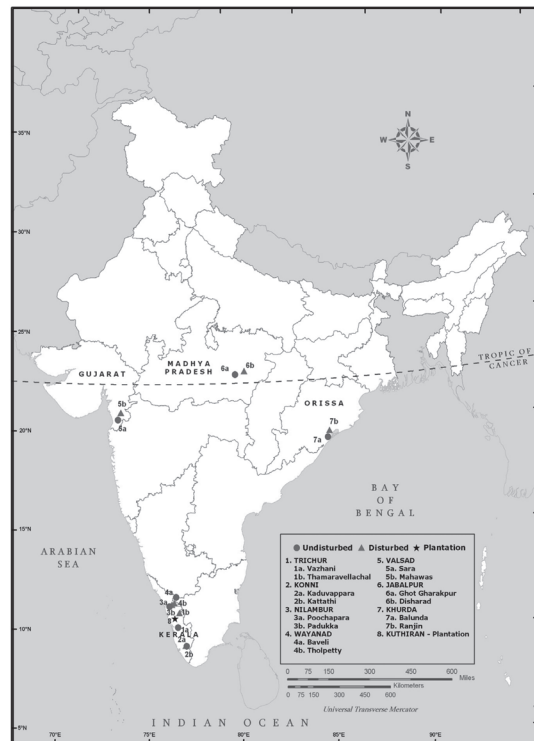 35°N
N
W E
S
30°N
25°N
TROPIC OF
CANCER
MADHYA
PRADESH
GUJARAT
6a
6b
ORISSA
5b
5a
7b
7a
20°N
BAY
OF
BENGAL
15°N
ARABIAN
SEA
4a
3a
4b
3b
1b
8
1a
KERALA
2a
2b
10°N
Undisturbed Disturbed Plantation
1. TRICHUR
1a. Vazhani
1b. Thamaravellachal
2. KONNI
2a. Kaduvappara
2b. Kattathi
3. NILAMBUR
3a. Poochapara
3b. Padukka
4. WAYANAD
4a. Baveli
4b. Tholpetty
5. VALSAD
5a. Sara
5b. Mahawas
6. JABALPUR
6a. Ghot Gharakpur
6b. Disharad
7. KHURDA
7a. Balunda
7b. Ranjin
8. KUTHIRAN - Plantation
0 75 150 300 450 600
Miles
Kilometers
0 75 150 300 450 600
Universal Transverse Mercator
INDIAN OCEAN
5°N
70°E 75°E 80°E 85°E 90°E